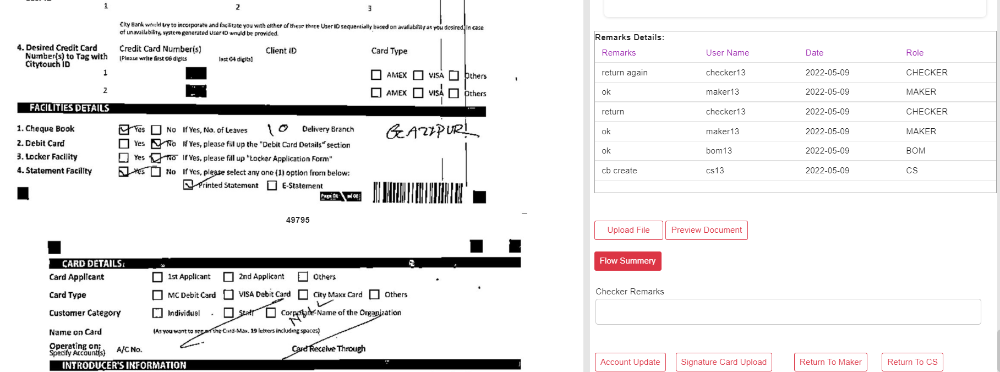 1 2 3
City Bank would try to incorporate and facilitate you with either of these three User ID sequentially based on availability as you desired. In case
of unavailability, system generated User ID would be provided.
4. Desired Credit Card Number(s) to Tag with Citytouch ID
Credit Card Number(s) Client ID Card Type
(Please write first 06 digits last 04 digits)
1 AMEX VISA Others
2 AMEX VISA Others
FACILITIES DETAILS
1. Cheque Book Yes No If Yes, No. of Leaves 10 Delivery Branch GEAZIPUR
2. Debit Card Yes No If Yes, please fill up the "Debit Card Details" section
3. Locker Facility Yes No If Yes, please fill up "Locker Application Form"
4. Statement Facility Yes No If Yes, please select any one (1) option from below:
Printed Statement E-Statement
Page 01 of 08
49795
CARD DETAILS:
Card Applicant 1st Applicant 2nd Applicant Others
Card Type MC Debit Card VISA Debit Card City Maxx Card Others
Customer Category Individual Staff Corporate-Name of the Organization
NIL
Name on Card (As you want to see on the Card-Max. 19 letters including spaces)
Operating on:
Specify Account(s) A/C No. Card Receive Through
INTRODUCER'S INFORMATION
Remarks Details:
Remarks User Name Date Role
return again checker13 2022-05-09 CHECKER
ok maker13 2022-05-09 MAKER
return checker13 2022-05-09 CHECKER
ok maker13 2022-05-09 MAKER
ok bom13 2022-05-09 BOM
cb create cs13 2022-05-09 CS
Upload File Preview Document
Flow Summery
Checker Remarks
Account Update Signature Card Upload Return To Maker Return To CS